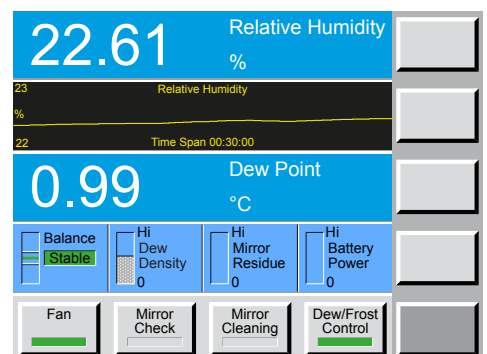 22.61
Relative Humidity
%
23
Relative Humidity
%
22
Time Span 00:30:00
0.99
Dew Point
°C
Balance
Stable
Hi
Dew
Density
0
Hi
Mirror
Residue
0
Hi
Battery
Power
0
Fan
Mirror
Check
Mirror
Cleaning
Dew/Frost
Control